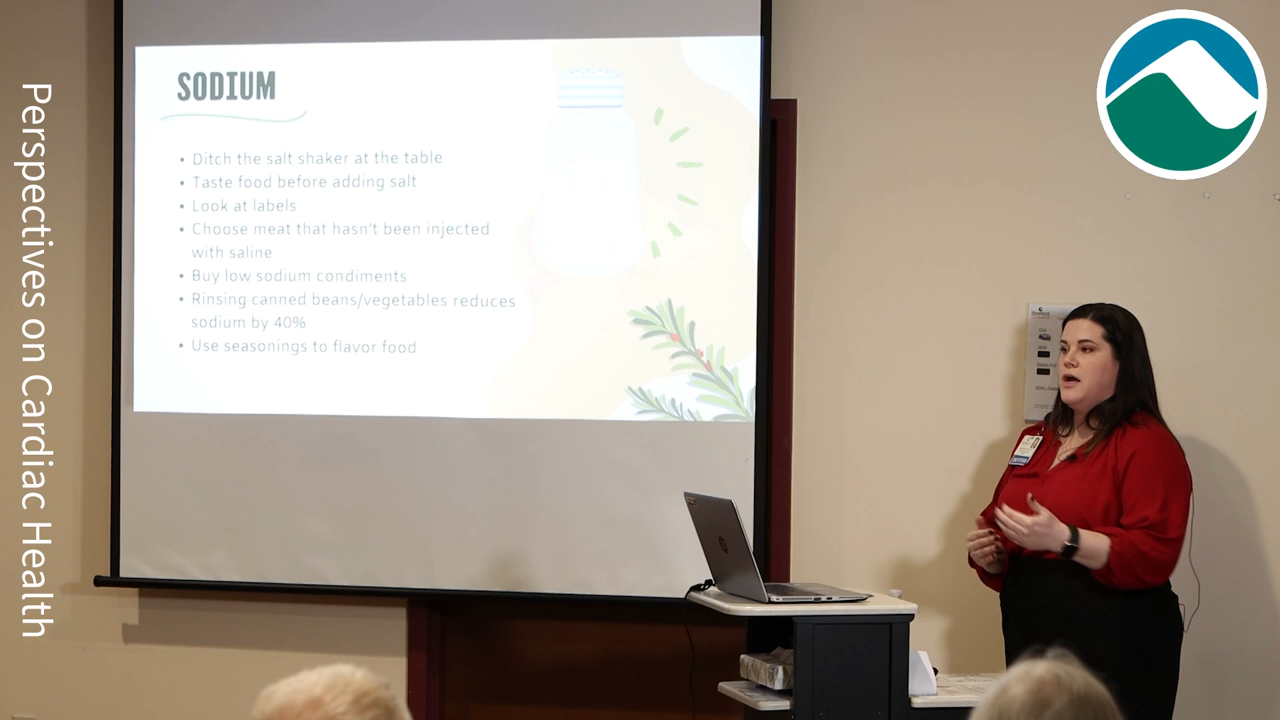 Perspectives on Cardiac Health
SODIUM
• Ditch the salt shaker at the table
• Taste food before adding salt
• Look at labels
• Choose meat that hasn't been injected
with saline
• Buy low sodium condiments
• Rinsing canned beans/vegetables reduces
sodium by 40%
• Use seasonings to flavor food